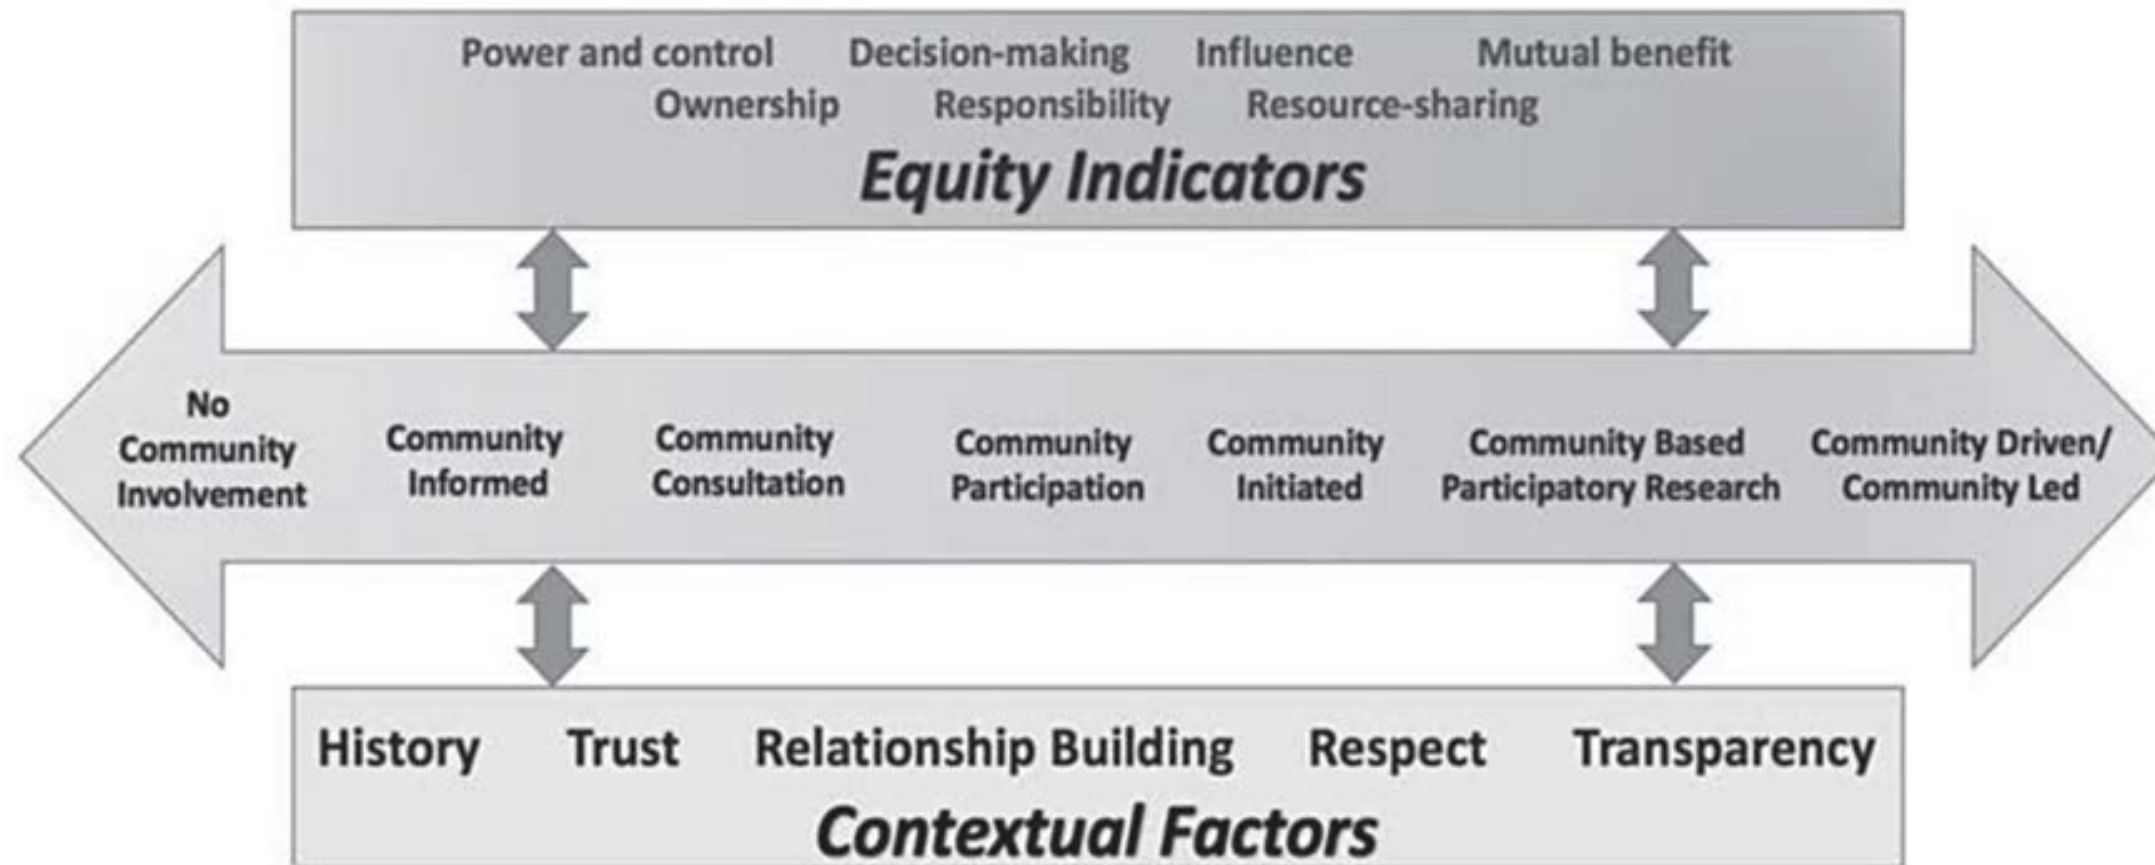 Power and control Decision-making Influence Mutual benefit
Ownership Responsibility Resource-sharing
Equity Indicators
No
Community
Involvement
Community
Informed
Community
Consultation
Community
Participation
Community
Initiated
Community Based
Participatory Research
Community Driven/
Community Led
History Trust Relationship Building Respect Transparency
Contextual Factors